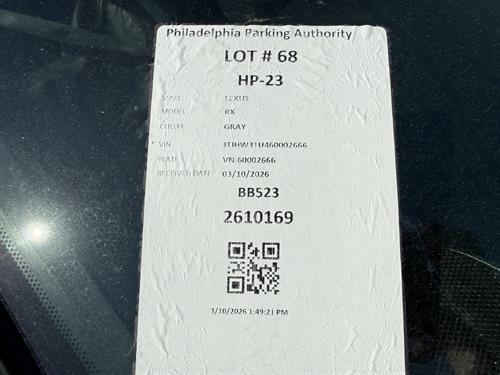 Philadelphia Parking Authority
LOT # 68
HP-23
MAKE LEXUS
MODEL RX
COLOR GRAY
VIN JTJHW31U460002666
PLATE VN-60002666
RECEIVED DATE 03/10/2026
BB523
2610169
3/10/2026 1:49:21 PM